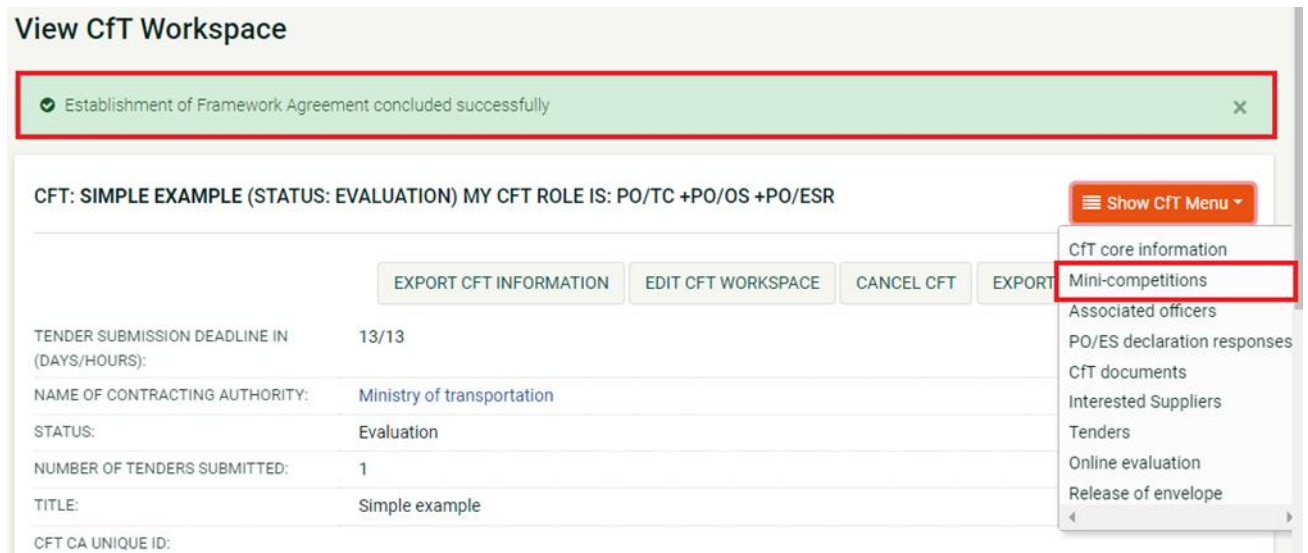 View CfT Workspace
Establishment of Framework Agreement concluded successfully ×
CFT: SIMPLE EXAMPLE (STATUS: EVALUATION) MY CFT ROLE IS: PO/TC +PO/OS +PO/ESR
Show CfT Menu
EXPORT CFT INFORMATION EDIT CFT WORKSPACE CANCEL CFT EXPORT
CfT core information
Mini-competitions
Associated officers
PO/ES declaration responses
CfT documents
Interested Suppliers
Tenders
Online evaluation
Release of envelope
TENDER SUBMISSION DEADLINE IN 13/13
(DAYS/HOURS):
NAME OF CONTRACTING AUTHORITY: Ministry of transportation
STATUS: Evaluation
NUMBER OF TENDERS SUBMITTED: 1
TITLE: Simple example
CFT CA UNIQUE ID: